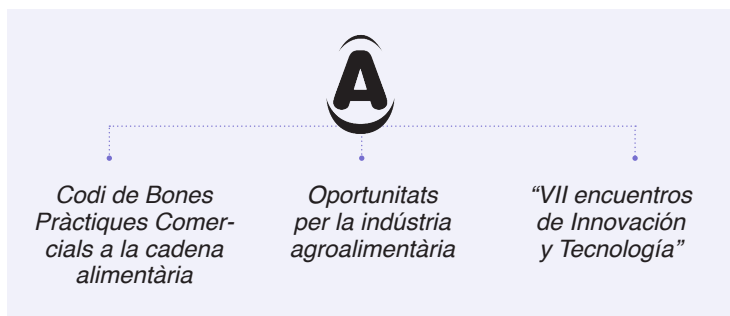 A
Codi de Bones
Pràctiques Comer-
cials a la cadena
alimentària
Oportunitats
per la indústria
agroalimentària
“VII encuentros
de Innovación
y Tecnología”